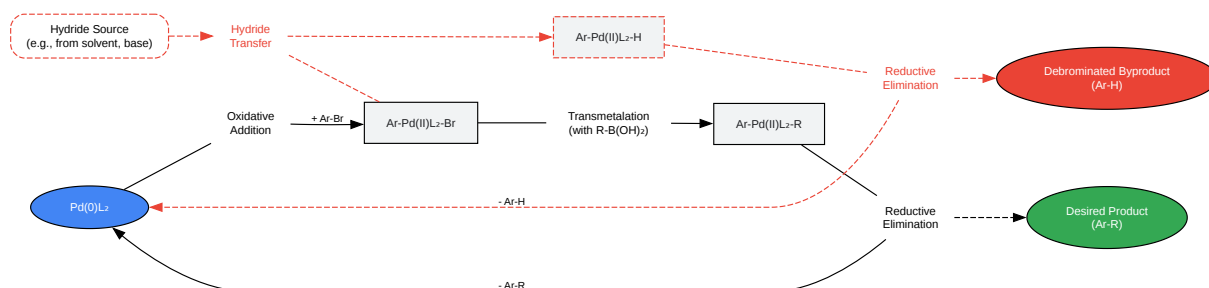 Hydride Source
(e.g., from solvent, base)
Hydride
Transfer
Ar-Pd(II)L₂-H
Reductive
Elimination
Debrominated Byproduct
(Ar-H)
Oxidative
Addition
+ Ar-Br
Ar-Pd(II)L₂-Br
Transmetalation
(with R-B(OH)₂)
Ar-Pd(II)L₂-R
Pd(0)L₂
- Ar-H
Reductive
Elimination
Desired Product
(Ar-R)
- Ar-R